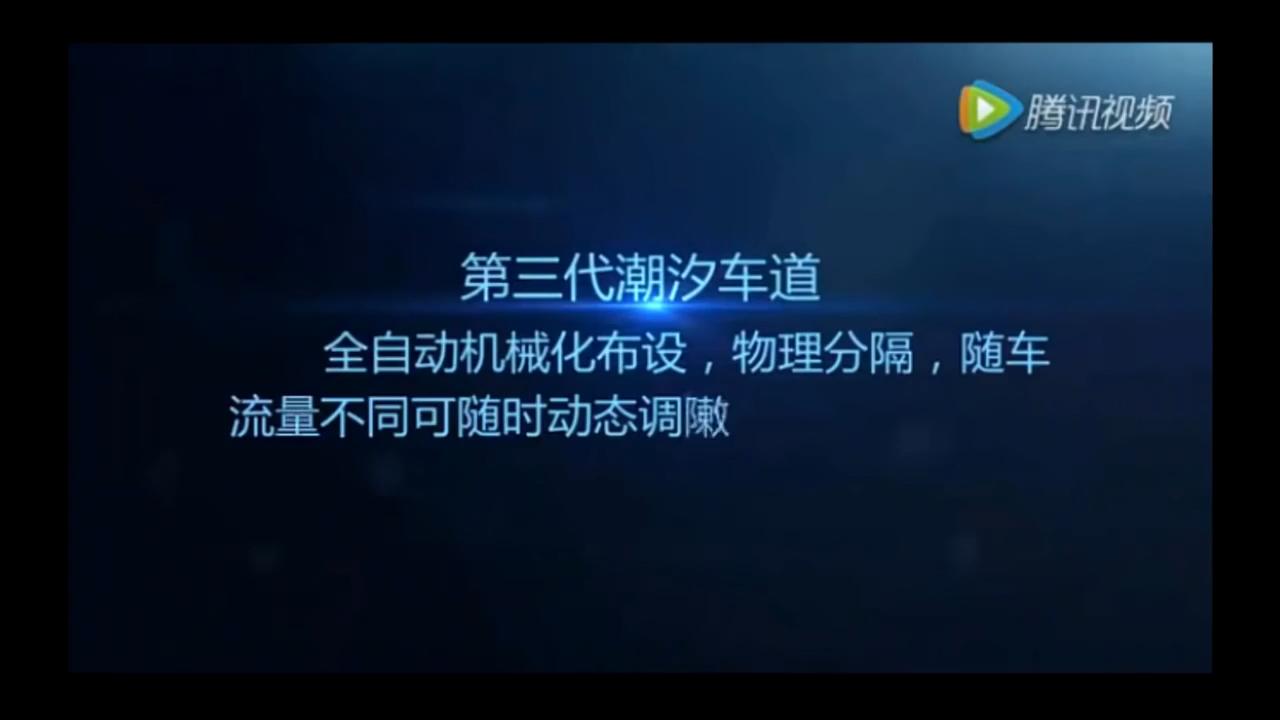 腾讯视频
第三代潮汐车道
全自动机械化布设，物理分隔，随车
流量不同可随时动态调